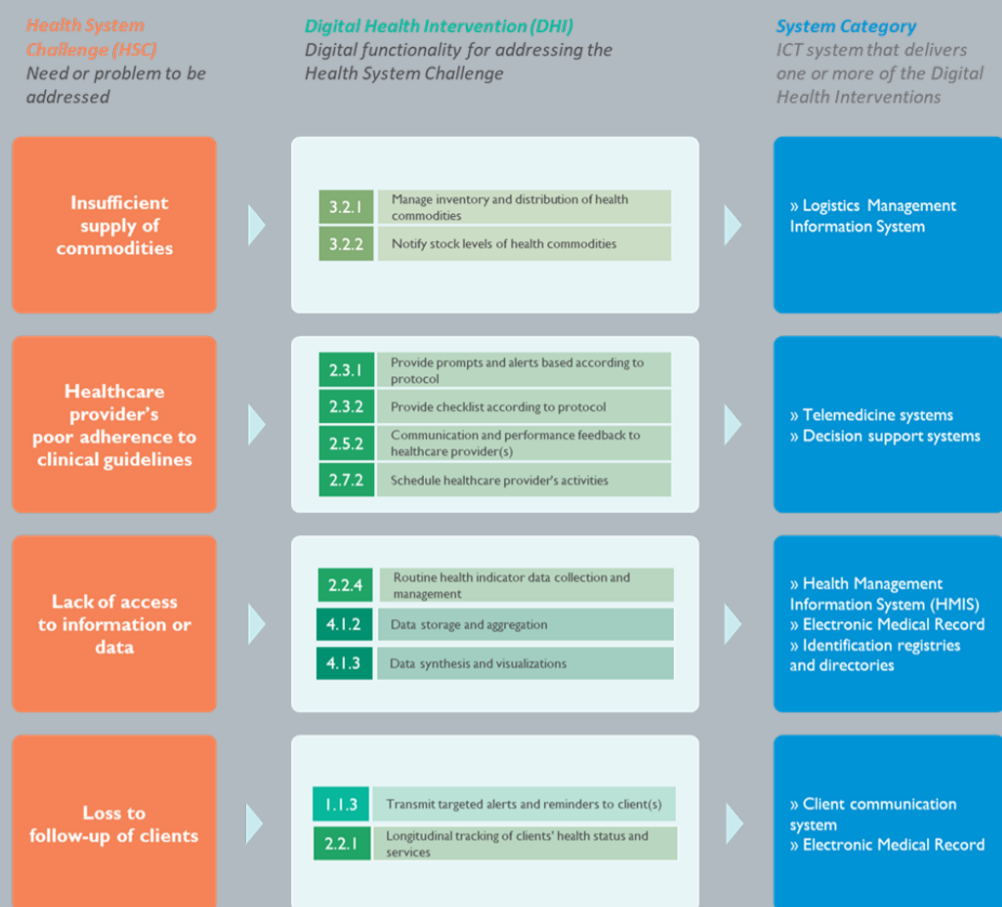 Health System
Challenge (HSC)
Need or problem to be
addressed
Digital Health Intervention (DHI)
Digital functionality for addressing the
Health System Challenge
System Category
ICT system that delivers
one or more of the Digital
Health Interventions
Insufficient
supply of
commodities
3.2.1 Manage inventory and distribution of health
commodities
3.2.2 Notify stock levels of health commodities
» Logistics Management
Information System
Healthcare
provider's
poor adherence to
clinical guidelines
2.3.1 Provide prompts and alerts based according to
protocol
2.3.2 Provide checklist according to protocol
2.5.2 Communication and performance feedback to
healthcare provider(s)
2.7.2 Schedule healthcare provider's activities
» Telemedicine systems
» Decision support systems
Lack of access
to information or
data
2.2.4 Routine health indicator data collection and
management
4.1.2 Data storage and aggregation
4.1.3 Data synthesis and visualizations
» Health Management
Information System (HMIS)
» Electronic Medical Record
» Identification registries
and directories
Loss to
follow-up of clients
1.1.3 Transmit targeted alerts and reminders to client(s)
2.2.1 Longitudinal tracking of clients' health status and
services
» Client communication
system
» Electronic Medical Record